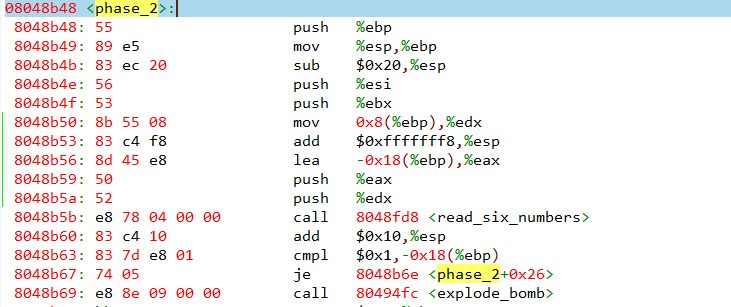 08048b48 <phase_2>:
8048b48: 55 push %ebp
8048b49: 89 e5 mov %esp,%ebp
8048b4b: 83 ec 20 sub $0x20,%esp
8048b4e: 56 push %esi
8048b4f: 53 push %ebx
8048b50: 8b 55 08 mov 0x8(%ebp),%edx
8048b53: 83 c4 f8 add $0xfffffff8,%esp
8048b56: 8d 45 e8 lea -0x18(%ebp),%eax
8048b59: 50 push %eax
8048b5a: 52 push %edx
8048b5b: e8 78 04 00 00 call 8048fd8 <read_six_numbers>
8048b60: 83 c4 10 add $0x10,%esp
8048b63: 83 7d e8 01 cmpl $0x1,-0x18(%ebp)
8048b67: 74 05 je 8048b6e <phase_2+0x26>
8048b69: e8 8e 09 00 00 call 80494fc <explode_bomb>